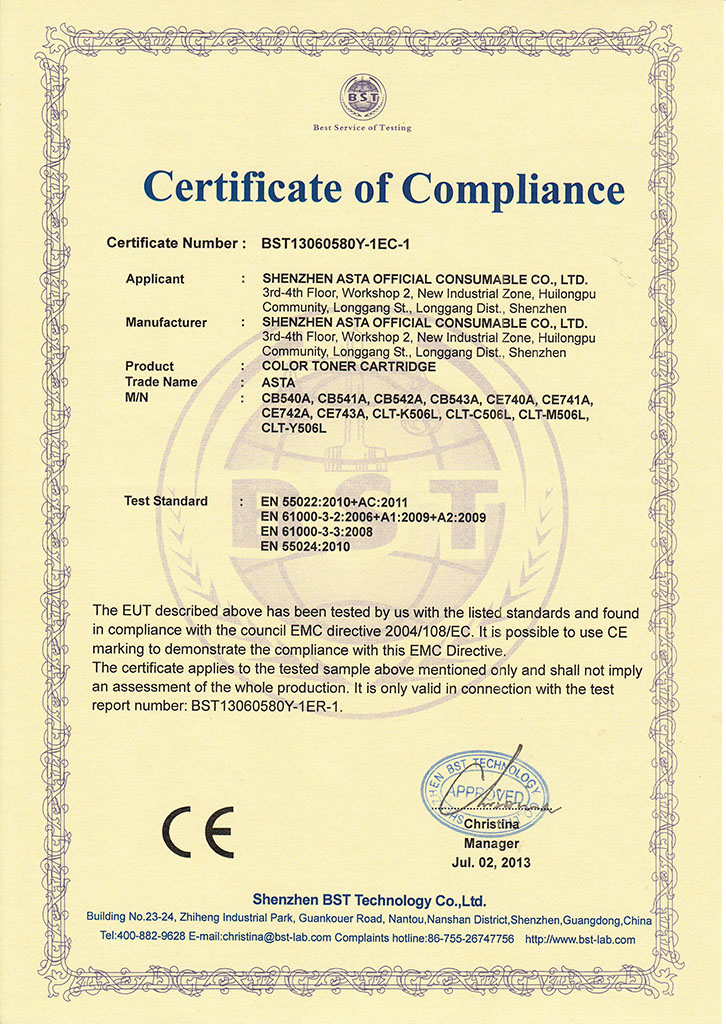 BST
Best Service of Testing
Certificate of Compliance
Certificate Number : BST13060580Y-1EC-1
Applicant : SHENZHEN ASTA OFFICIAL CONSUMABLE CO., LTD.
3rd-4th Floor, Workshop 2, New Industrial Zone, Huilongpu
Community, Longgang St., Longgang Dist., Shenzhen
Manufacturer : SHENZHEN ASTA OFFICIAL CONSUMABLE CO., LTD.
3rd-4th Floor, Workshop 2, New Industrial Zone, Huilongpu
Community, Longgang St., Longgang Dist., Shenzhen
Product : COLOR TONER CARTRIDGE
Trade Name : ASTA
M/N : CB540A, CB541A, CB542A, CB543A, CE740A, CE741A,
CE742A, CE743A, CLT-K506L, CLT-C506L, CLT-M506L,
CLT-Y506L
BST
Test Standard : EN 55022:2010+AC:2011
EN 61000-3-2:2006+A1:2009+A2:2009
EN 61000-3-3:2008
EN 55024:2010
The EUT described above has been tested by us with the listed standards and found
in compliance with the council EMC directive 2004/108/EC. It is possible to use CE
marking to demonstrate the compliance with this EMC Directive.
The certificate applies to the tested sample above mentioned only and shall not imply
an assessment of the whole production. It is only valid in connection with the test
report number: BST13060580Y-1ER-1.
BST TECHNOLOGY
APPROVED
CE
Christina
Manager
Jul. 02, 2013
Shenzhen BST Technology Co.,Ltd.
Building No.23-24, Zhiheng Industrial Park, Guankouer Road, Nantou,Nanshan District,Shenzhen,Guangdong,China
Tel:400-882-9628 E-mail:christina@bst-lab.com Complaints hotline:86-755-26747756 http://www.bst-lab.com